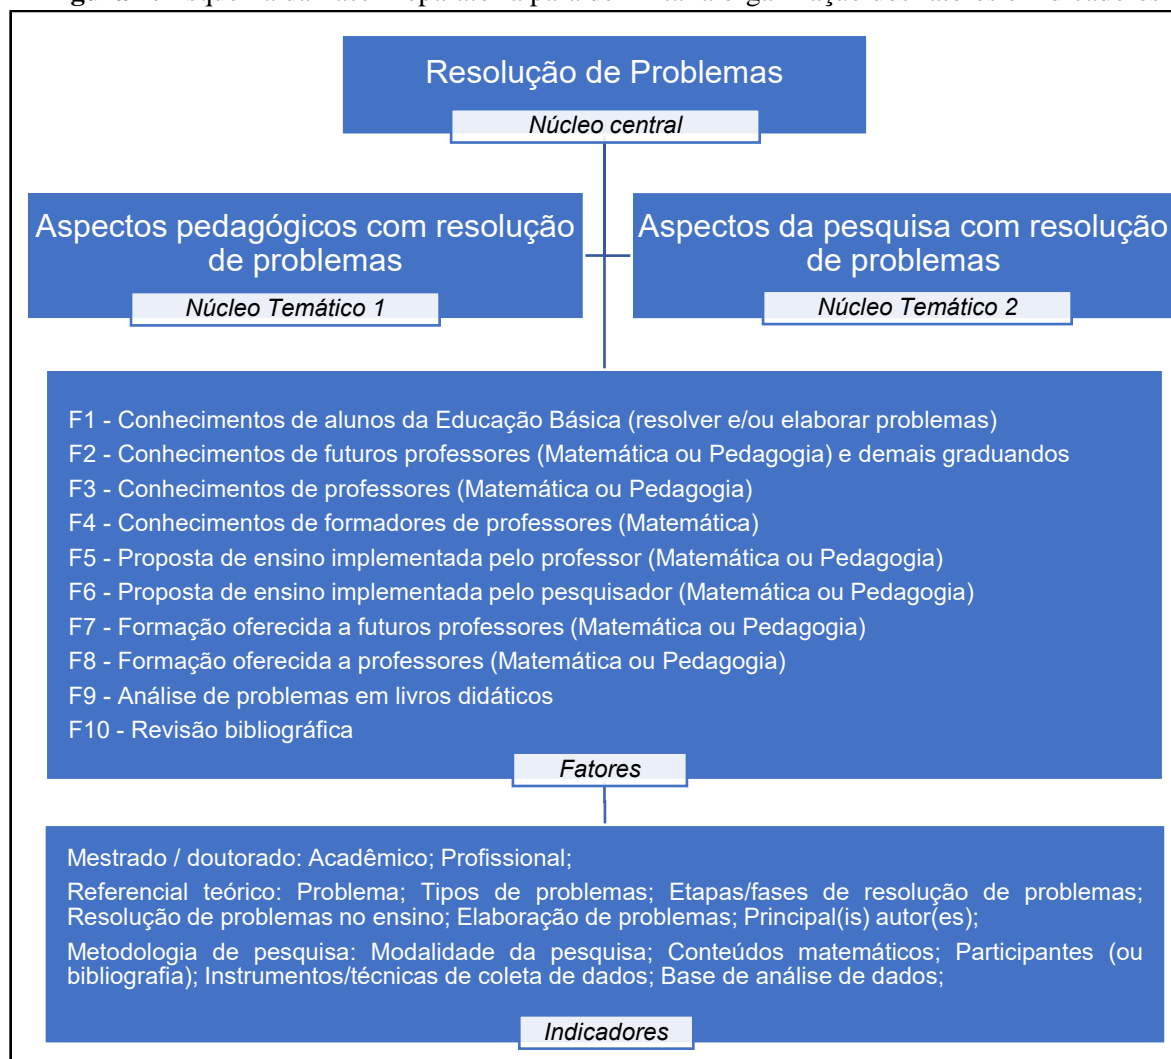 Resolução de Problemas
Núcleo central
Aspectos pedagógicos com resolução
de problemas
Núcleo Temático 1
Aspectos da pesquisa com resolução
de problemas
Núcleo Temático 2
F1 - Conhecimentos de alunos da Educação Básica (resolver e/ou elaborar problemas)
F2 - Conhecimentos de futuros professores (Matemática ou Pedagogia) e demais graduandos
F3 - Conhecimentos de professores (Matemática ou Pedagogia)
F4 - Conhecimentos de formadores de professores (Matemática)
F5 - Proposta de ensino implementada pelo professor (Matemática ou Pedagogia)
F6 - Proposta de ensino implementada pelo pesquisador (Matemática ou Pedagogia)
F7 - Formação oferecida a futuros professores (Matemática ou Pedagogia)
F8 - Formação oferecida a professores (Matemática ou Pedagogia)
F9 - Análise de problemas em livros didáticos
F10 - Revisão bibliográfica
Fatores
Mestrado / doutorado: Acadêmico; Profissional;
Referencial teórico: Problema; Tipos de problemas; Etapas/fases de resolução de problemas;
Resolução de problemas no ensino; Elaboração de problemas; Principal(is) autor(es);
Metodologia de pesquisa: Modalidade da pesquisa; Conteúdos matemáticos; Participantes (ou
bibliografia); Instrumentos/técnicas de coleta de dados; Base de análise de dados;
Indicadores